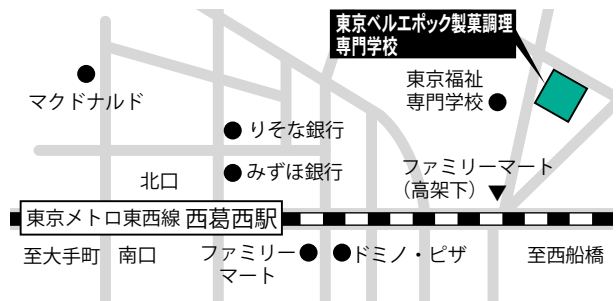 東京ベルエポック製菓調理
専門学校
東京福祉
専門学校
マクドナルド
りそな銀行
みずほ銀行
北口
ファミリーマート
（高架下）
東京メトロ東西線 西葛西駅
至大手町
南口
ファミリー
マート
ドミノ・ピザ
至西船橋